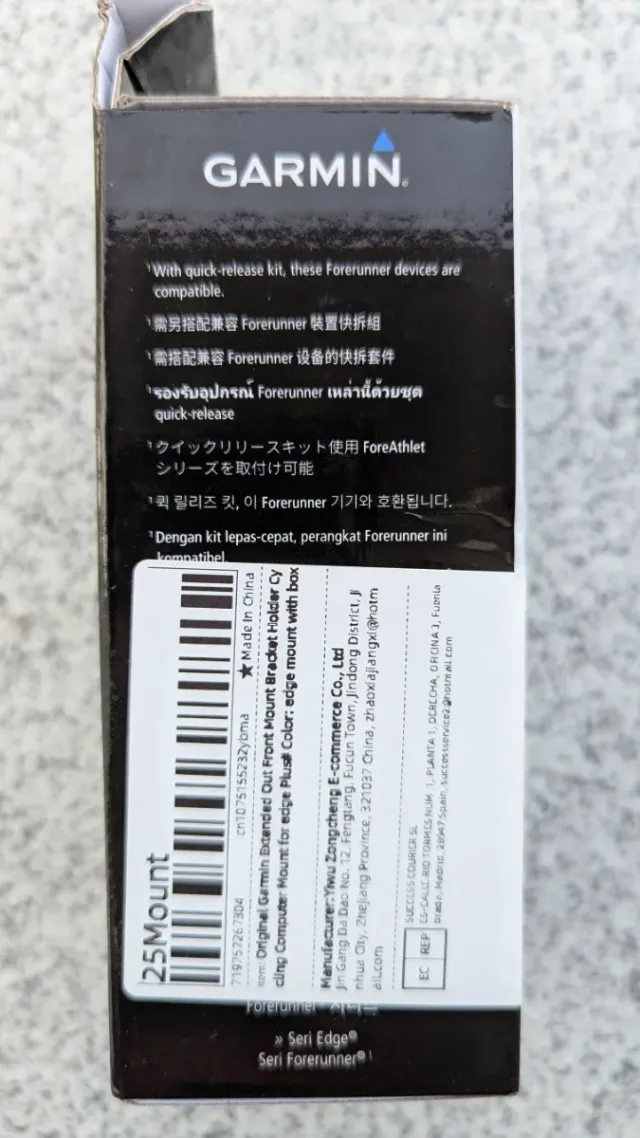 GARMIN®
¹With quick-release kit, these Forerunner devices are
compatible.
¹需另搭配兼容 Forerunner 裝置快拆組
¹需搭配兼容 Forerunner 设备的快拆套件
¹รองรับอุปกรณ์ Forerunner เหล่านี้ด้วยชุด
quick-release
¹クイックリリースキット使用 ForeAthlet
シリーズを取付け可能
¹퀵 릴리즈 킷, 이 Forerunner 기기와 호환됩니다.
¹Dengan kit lepas-cepat, perangkat Forerunner ini
kompatibel
25Mount
719757267304
cn1075155232ybma
★ Made In China
Item: Original Garmin Extended Out Front Mount Bracket Holder Cy
cling Computer Mount for edge Plus# Color: edge mount with box
Manufacturer:Yiwu Zongcheng E-commerce Co., Ltd
Jin Gang Da Dao No. 12, Fengtang, Fucun Town, Jindong District, Ji
nhua City, Zhejiang Province, 321037 China, zhaoxiajiangxi@hotm
ail.com
EC REP
SUCCESS COURIER SL
ES-CALLE RIO TORMES NUM. 1, PLANTA 1, DERECHA, OFICINA 3, Fuenla
brada, Madrid, 28947 Spain, successservice2@hotmail.com
Forerunner
» Seri Edge®
Seri Forerunner®¹